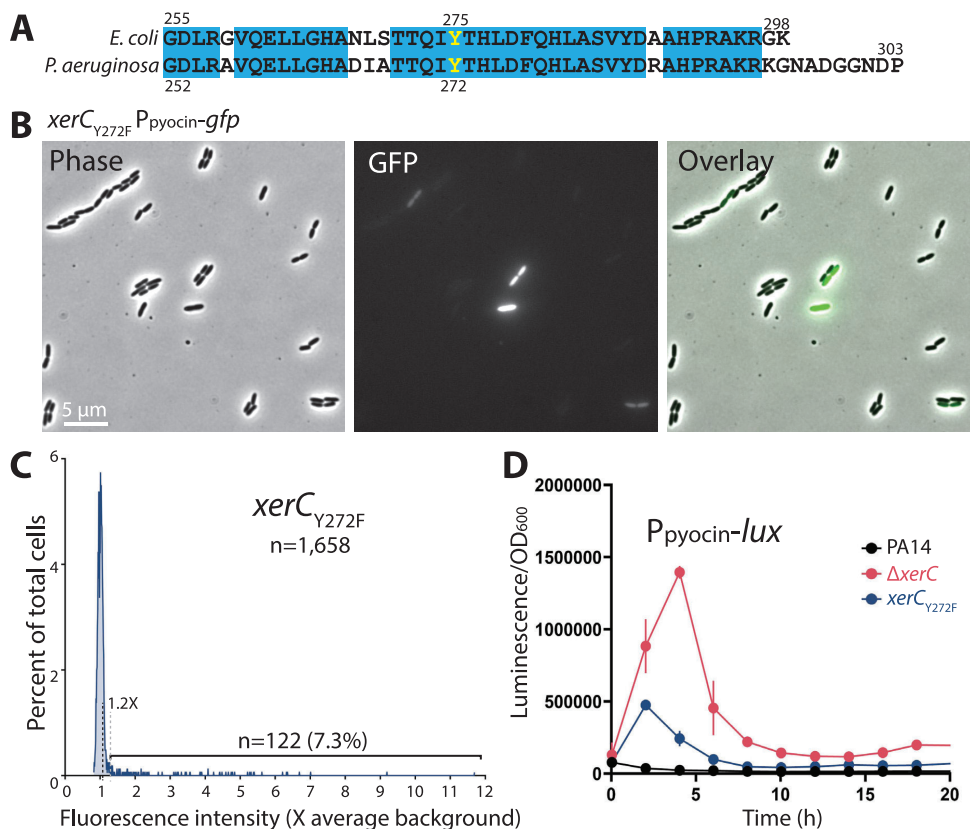 A
255 275 298
E. coli GDLRGVQELLGHANLSTTQIYTHLDFQHLASVYDAAHPRAKRGK
303
P. aeruginosa GDLRAVQELLGHADIATTQIYTHLDFQHLASVYDRAHPRAKRKGNADGGNDP
252 272
B
xerCY272F Ppyocin-gfp
Phase
GFP
Overlay
5 µm
C
Percent of total cells
6
4
2
0
xerCY272F
n=1,658
1.2X
n=122 (7.3%)
0 1 2 3 4 5 6 7 8 9 10 11 12
Fluorescence intensity (X average background)
D
Luminescence/OD600
2000000
1500000
1000000
500000
0
Ppyocin-lux
PA14
ΔxerC
xerCY272F
0 5 10 15 20
Time (h)